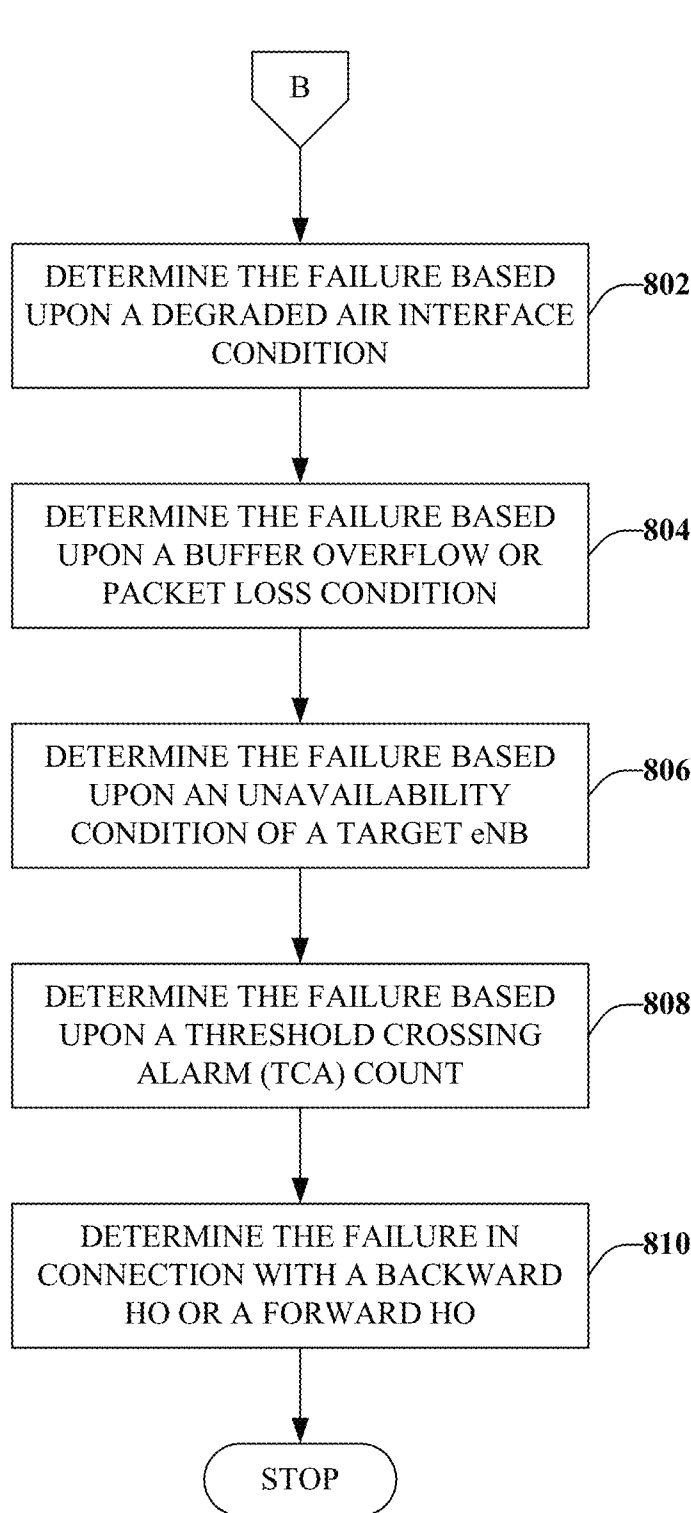 B
DETERMINE THE FAILURE BASED
UPON A DEGRADED AIR INTERFACE
CONDITION
802
DETERMINE THE FAILURE BASED
UPON A BUFFER OVERFLOW OR
PACKET LOSS CONDITION
804
DETERMINE THE FAILURE BASED
UPON AN UNAVAILABILITY
CONDITION OF A TARGET eNB
806
DETERMINE THE FAILURE BASED
UPON A THRESHOLD CROSSING
ALARM (TCA) COUNT
808
DETERMINE THE FAILURE IN
CONNECTION WITH A BACKWARD
HO OR A FORWARD HO
810
STOP